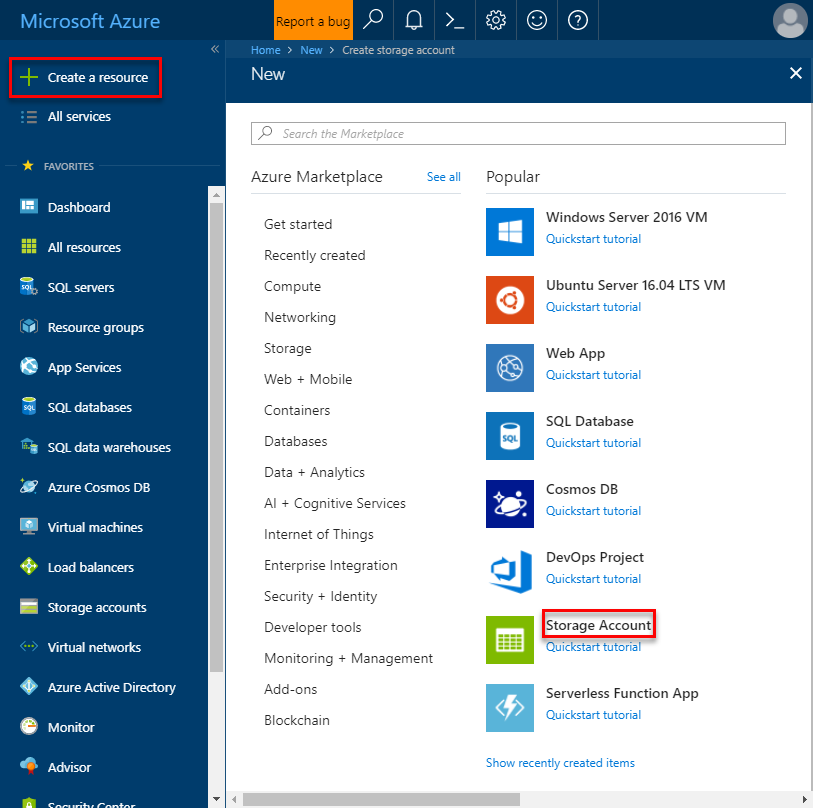 Microsoft Azure
Report a bug
Create a resource
All services
FAVORITES
Dashboard
All resources
SQL servers
Resource groups
App Services
SQL databases
SQL data warehouses
Azure Cosmos DB
Virtual machines
Load balancers
Storage accounts
Virtual networks
Azure Active Directory
Monitor
Advisor
Security Center
Home > New > Create storage account
New
Search the Marketplace
Azure Marketplace
See all
Get started
Recently created
Compute
Networking
Storage
Web + Mobile
Containers
Databases
Data + Analytics
AI + Cognitive Services
Internet of Things
Enterprise Integration
Security + Identity
Developer tools
Monitoring + Management
Add-ons
Blockchain
Popular
Windows Server 2016 VM
Quickstart tutorial
Ubuntu Server 16.04 LTS VM
Quickstart tutorial
Web App
Quickstart tutorial
SQL Database
Quickstart tutorial
Cosmos DB
Quickstart tutorial
DevOps Project
Quickstart tutorial
Storage Account
Quickstart tutorial
Serverless Function App
Quickstart tutorial
Show recently created items